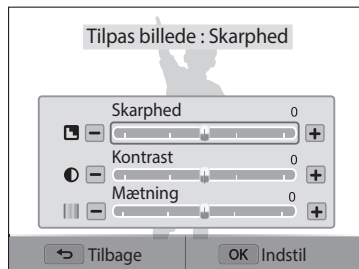 Tilpas billede : Skarphed
Skarphed 0
Kontrast 0
Mætning 0
Tilbage OK Indstil